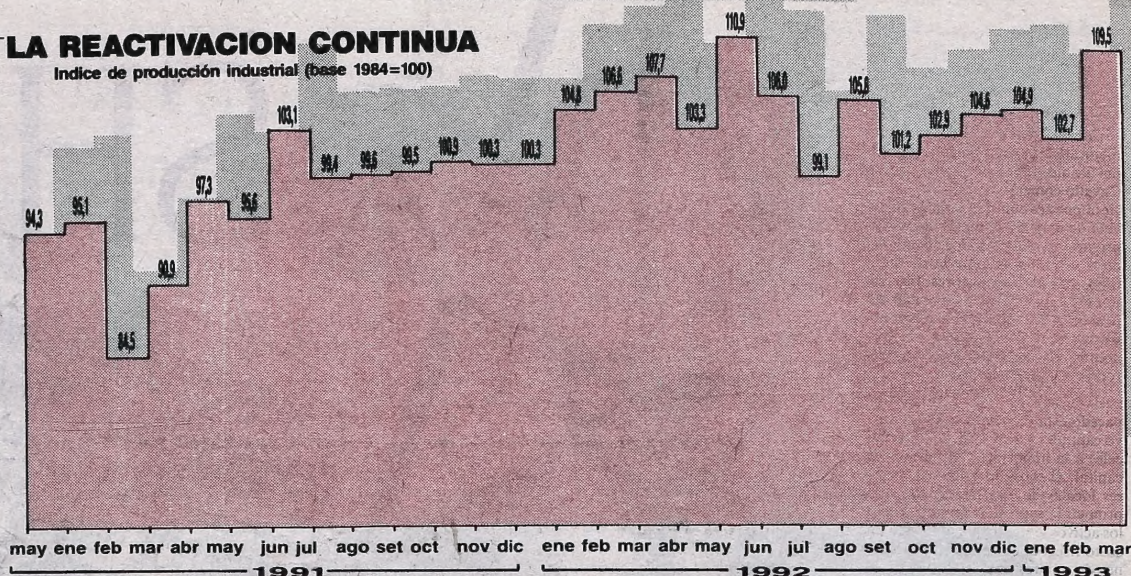 LA REACTIVACION CONTINUA
Indice de producción industrial (base 1984=100)
94,3 95,1 84,5 90,9 97,3 95,6 103,1 99,4 99,6 99,5 100,9 100,3 100,3 104,8 106,6 107,7 103,3 110,9 106,0 99,1 105,8 101,2 102,9 104,6 104,9 102,7 109,5
may ene feb mar abr may jun jul ago set oct nov dic ene feb mar abr may jun jul ago set oct nov dic ene feb mar
1991 1992 1993